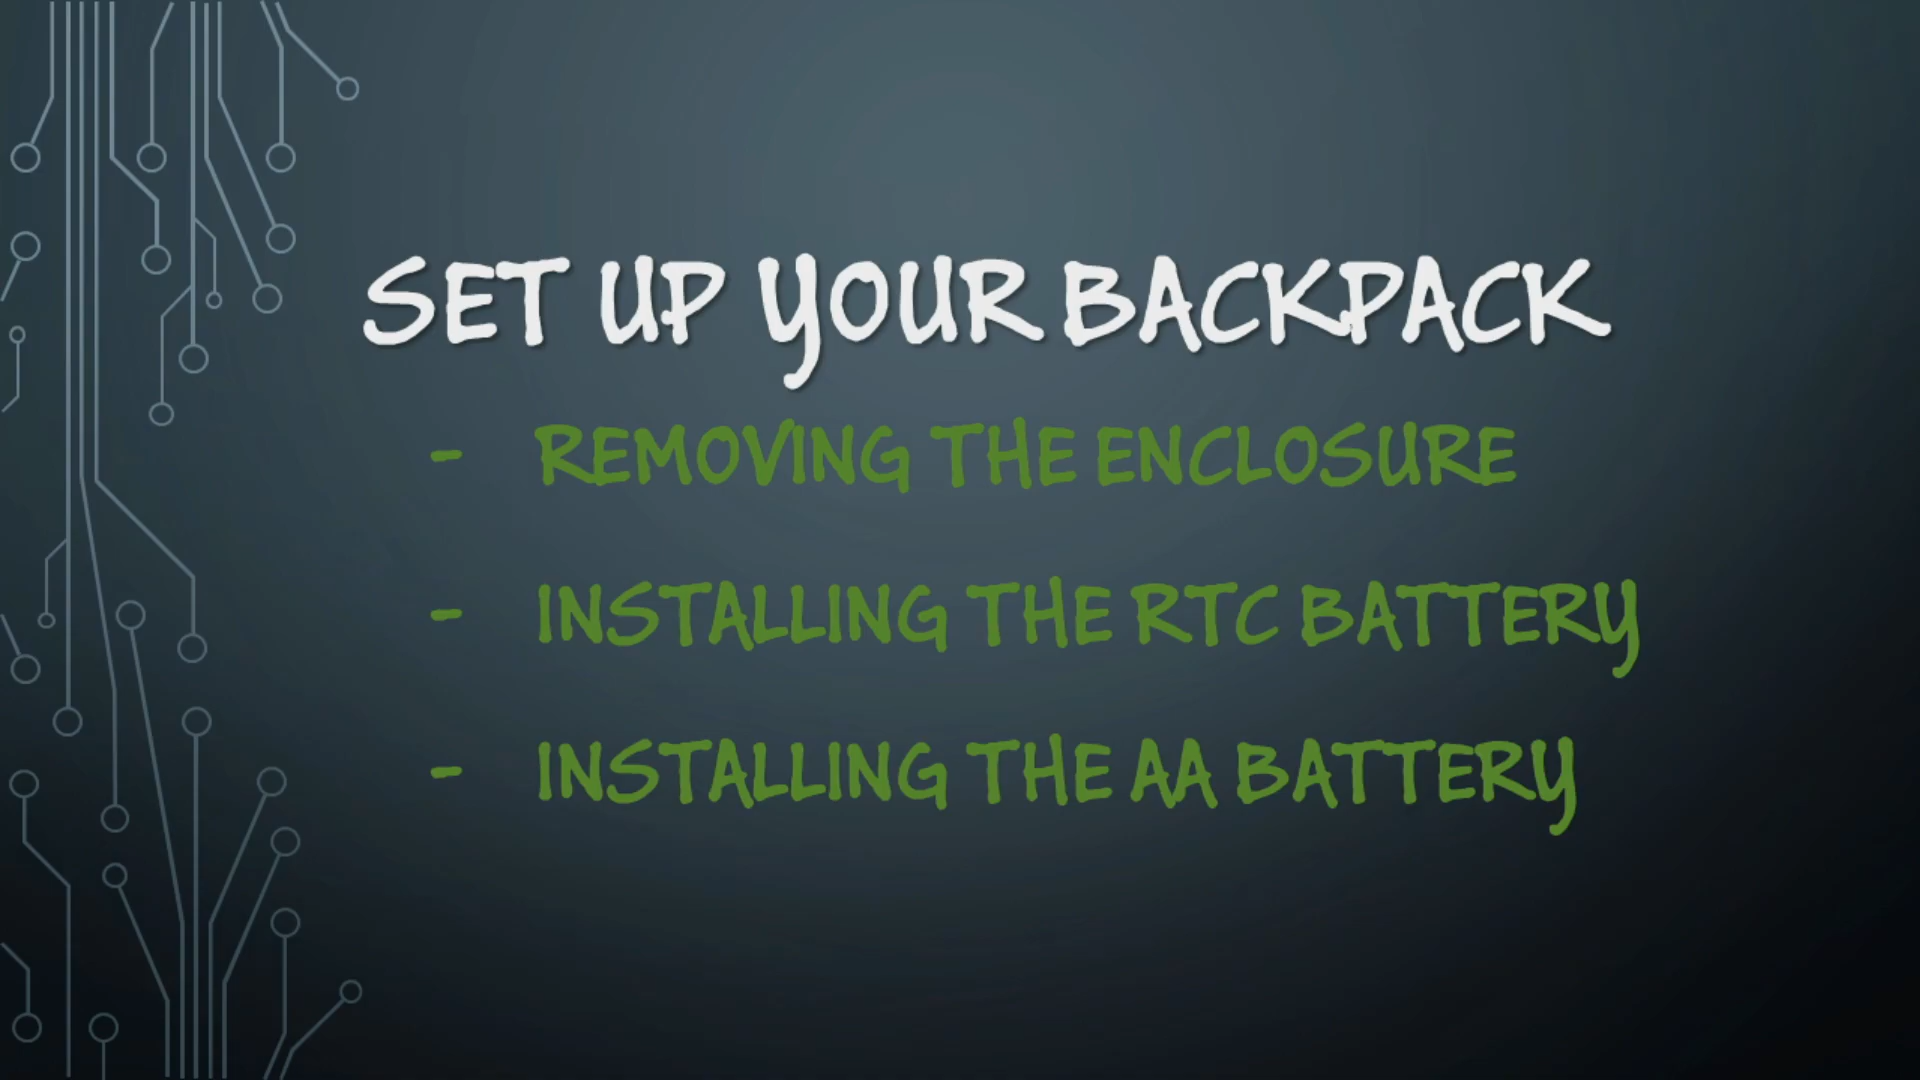 SET UP YOUR BACKPACK
- REMOVING THE ENCLOSURE
- INSTALLING THE RTC BATTERY
- INSTALLING THE AA BATTERY